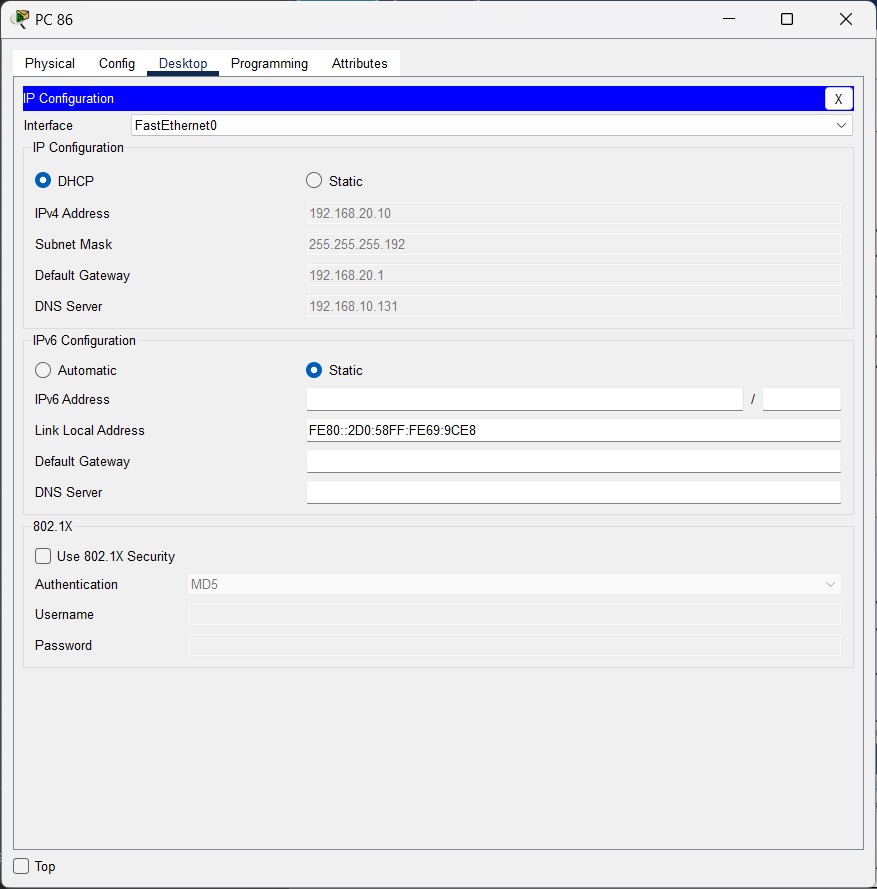 PC 86
Physical Config Desktop Programming Attributes
IP Configuration X
Interface FastEthernet0
IP Configuration
DHCP Static
IPv4 Address 192.168.20.10
Subnet Mask 255.255.255.192
Default Gateway 192.168.20.1
DNS Server 192.168.10.131
IPv6 Configuration
Automatic Static
IPv6 Address /
Link Local Address FE80::2D0:58FF:FE69:9CE8
Default Gateway
DNS Server
802.1X
Use 802.1X Security
Authentication MD5
Username
Password
Top